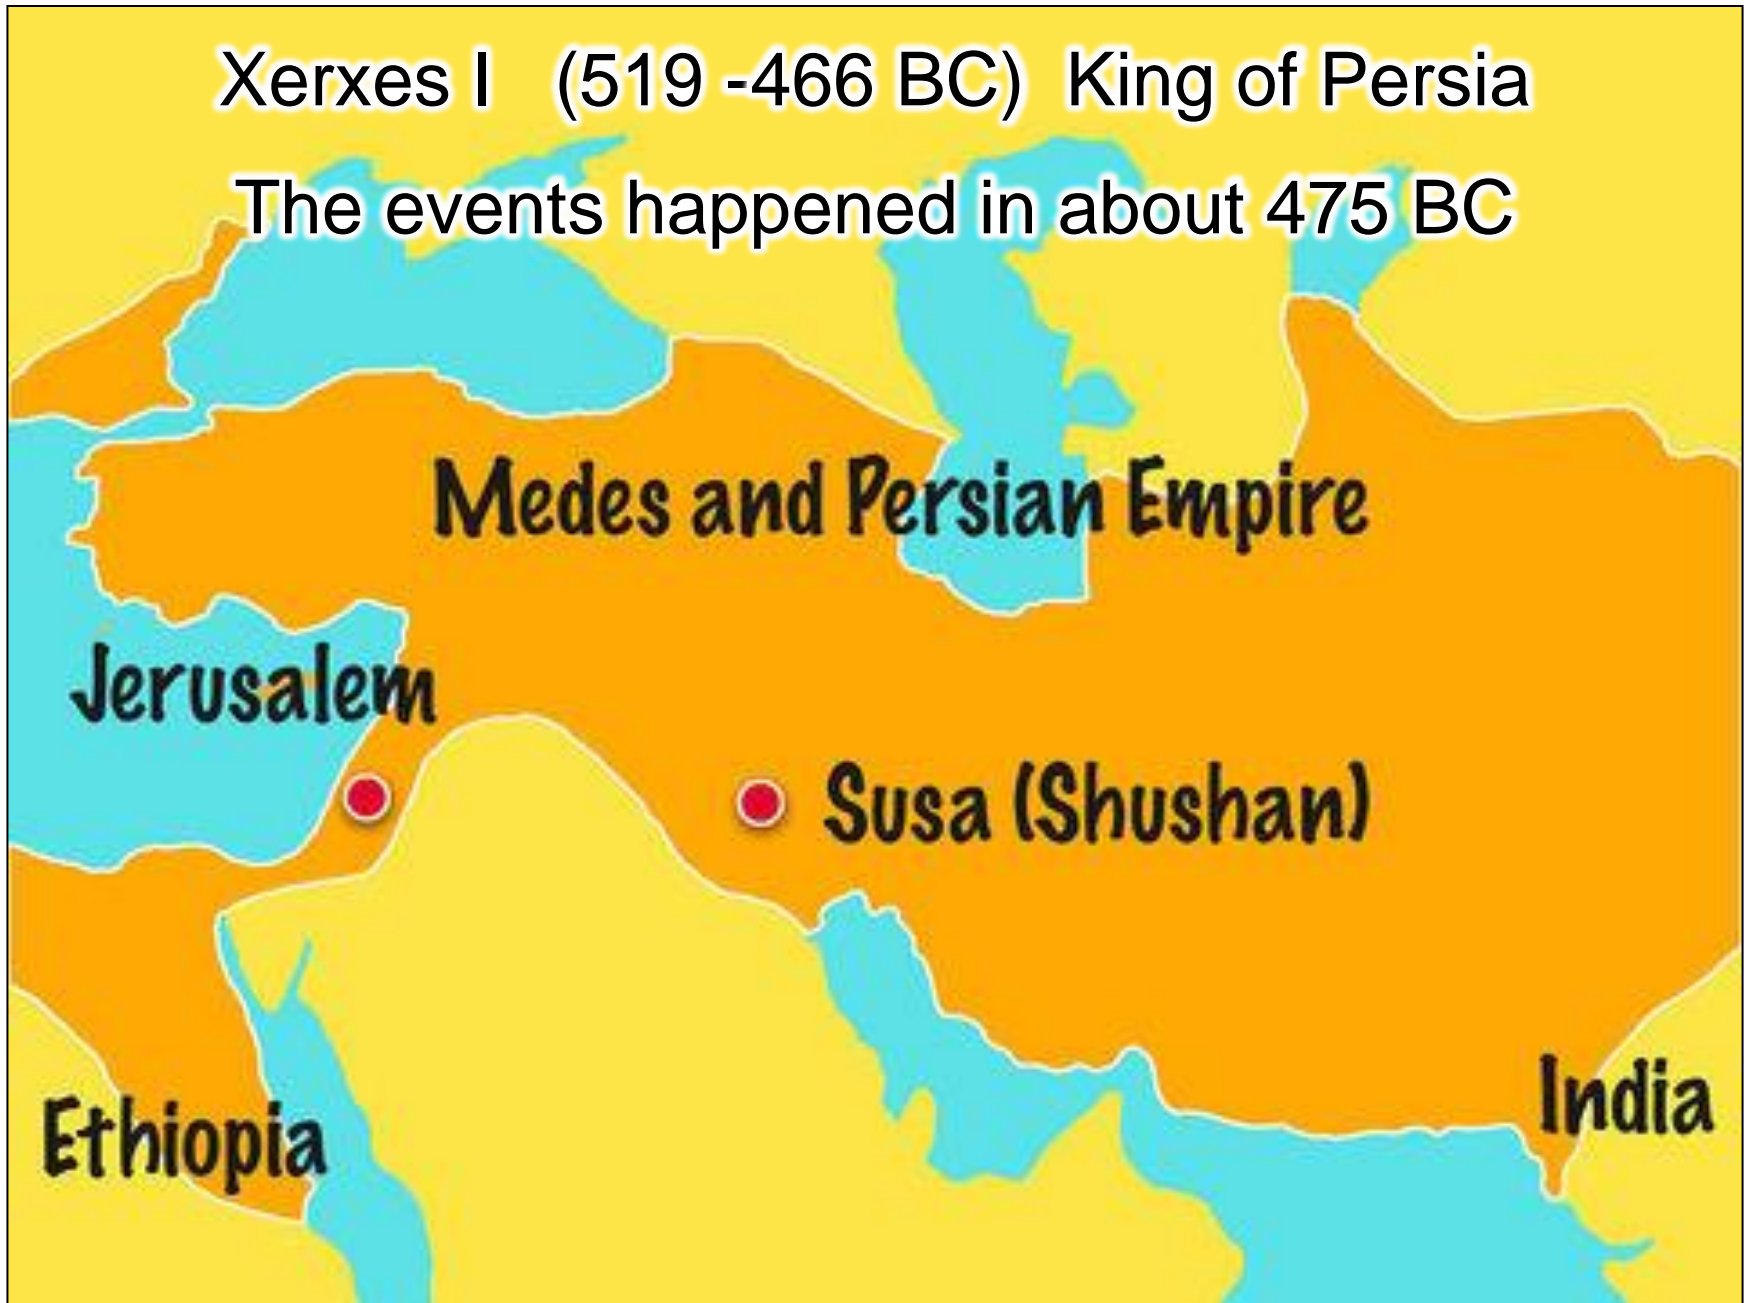 Xerxes I (519 -466 BC) King of Persia
The events happened in about 475 BC
Medes and Persian Empire
Jerusalem
Susa (Shushan)
India
Ethiopia